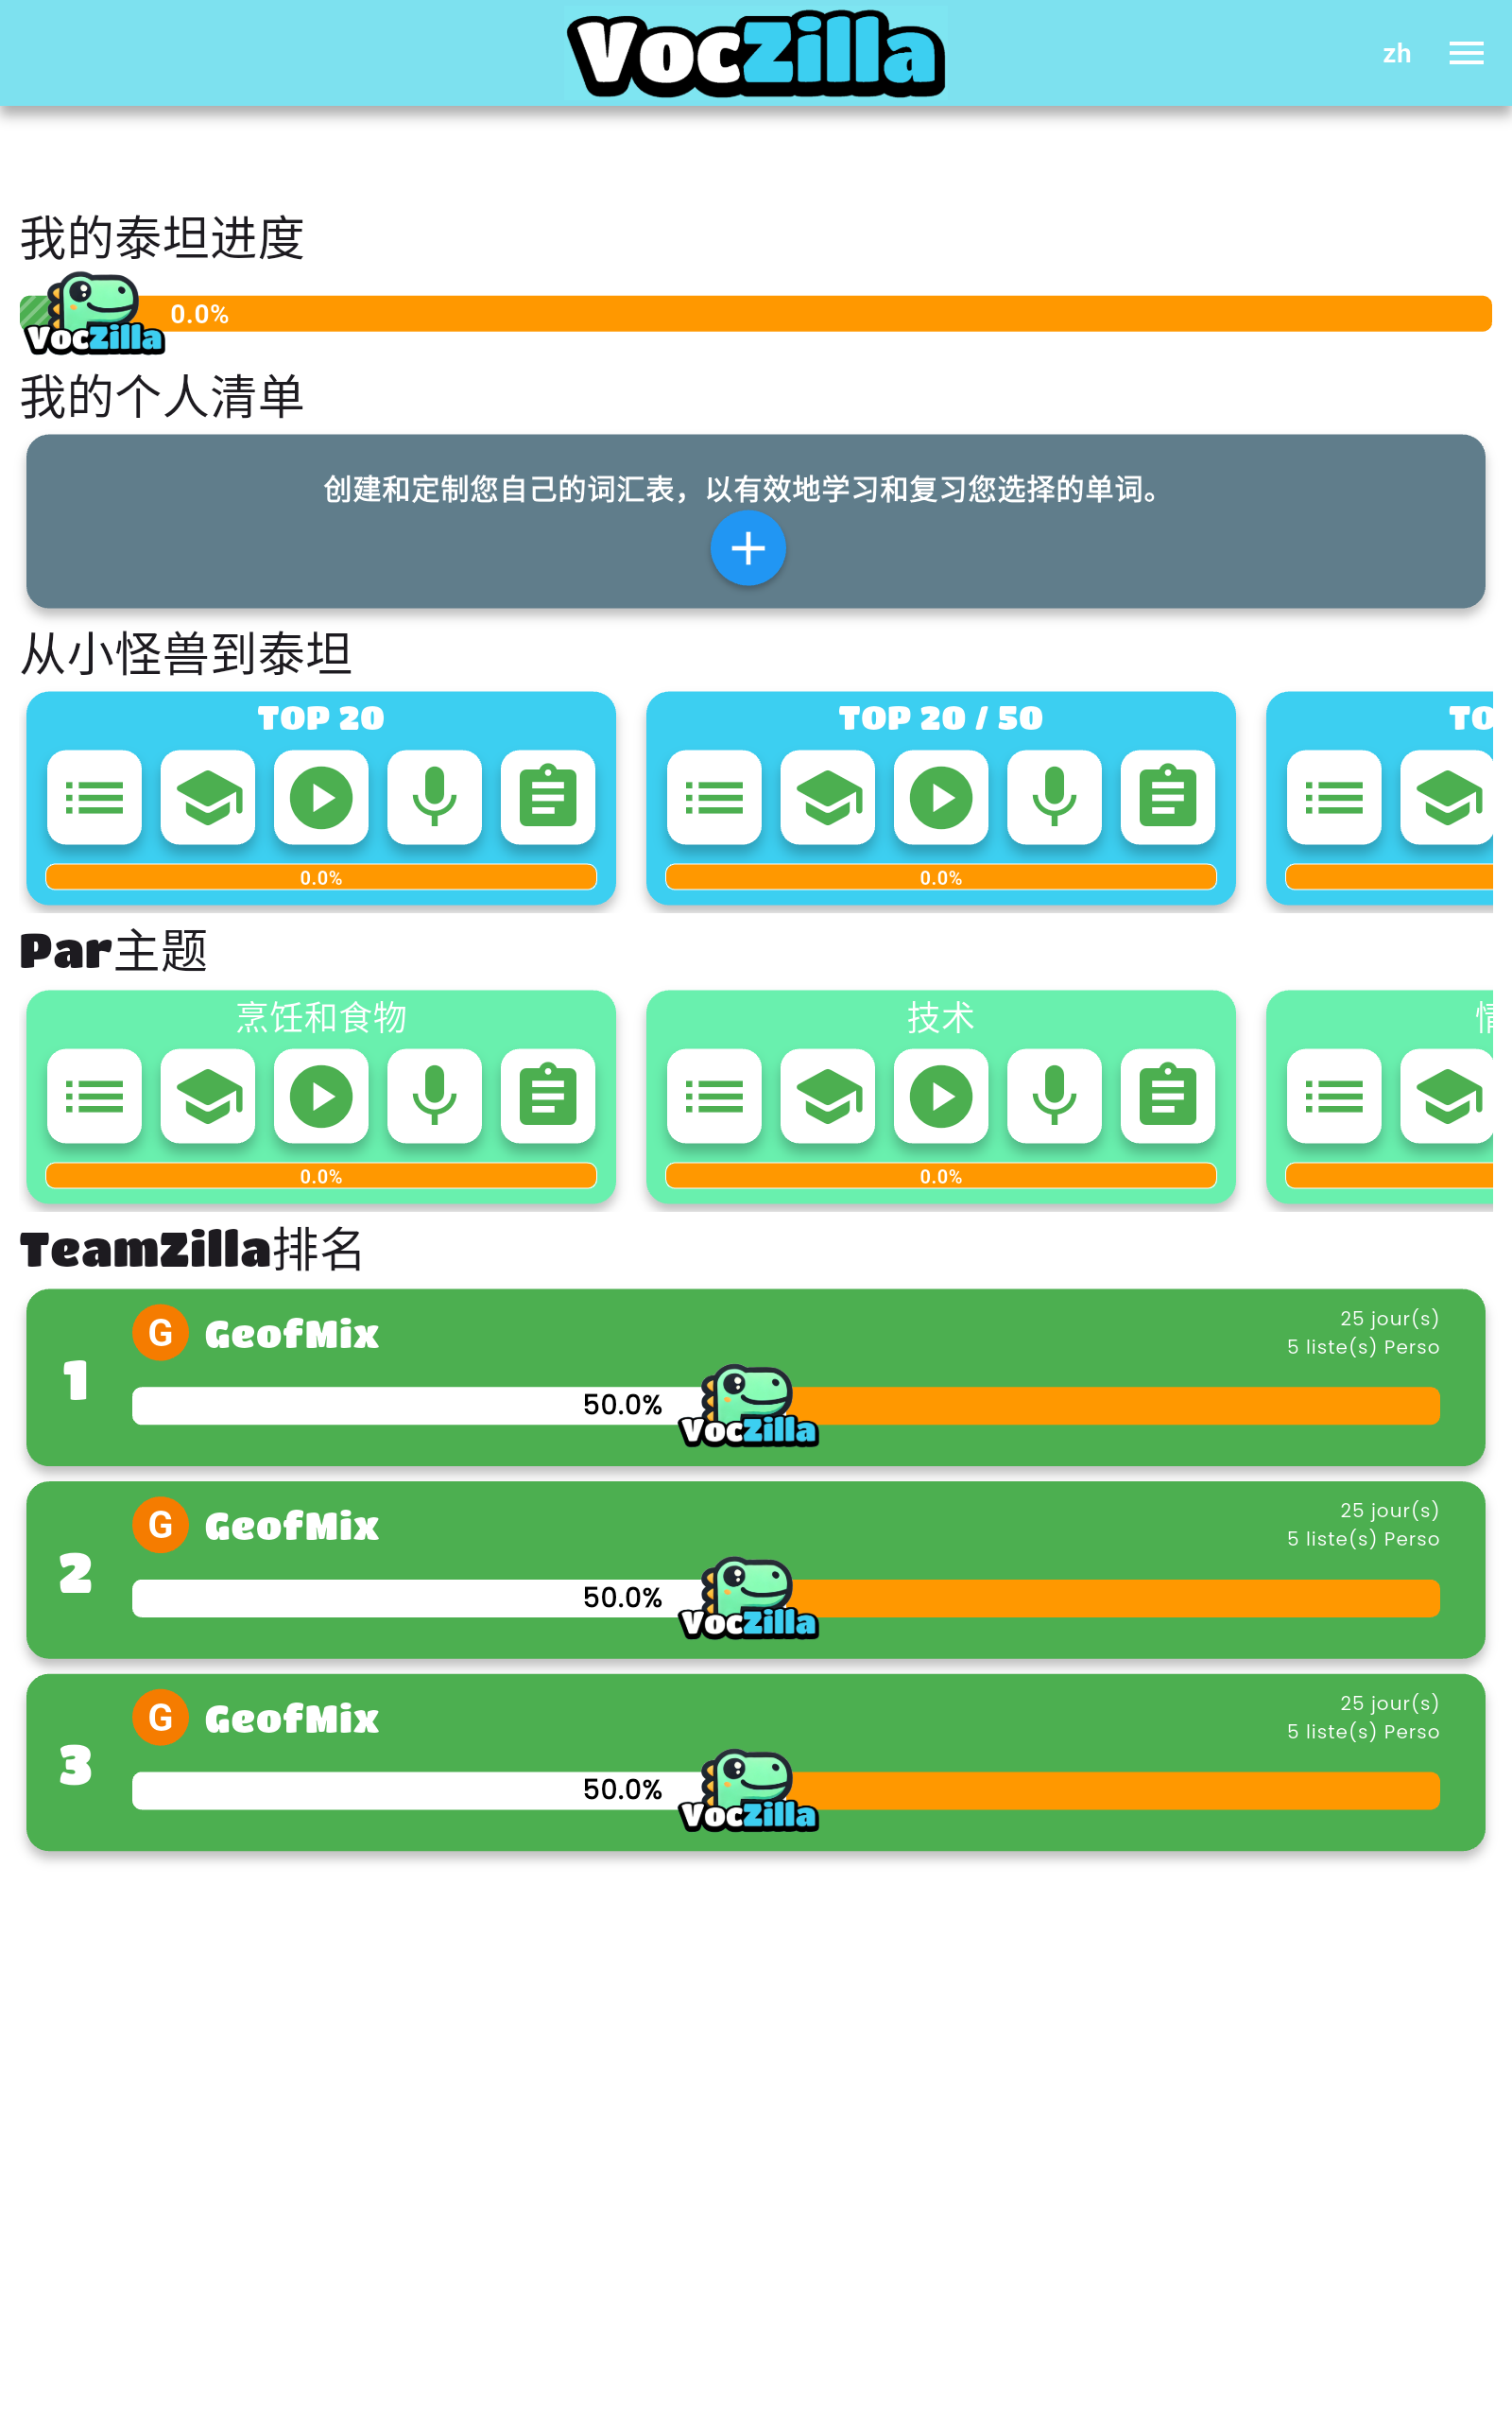 VocZilla
zh
我的泰坦进度
0.0%
VocZilla
我的个人清单
创建和定制您自己的词汇表，以有效地学习和复习您选择的单词。
从小怪兽到泰坦
TOP 20
TOP 20 / 50
TO
0.0%
0.0%
Par主题
烹饪和食物
技术
情
0.0%
0.0%
TeamZilla排名
1
G
GeofMix
25 jour(s)
5 liste(s) Perso
50.0%
VocZilla
2
G
GeofMix
25 jour(s)
5 liste(s) Perso
50.0%
VocZilla
3
G
GeofMix
25 jour(s)
5 liste(s) Perso
50.0%
VocZilla